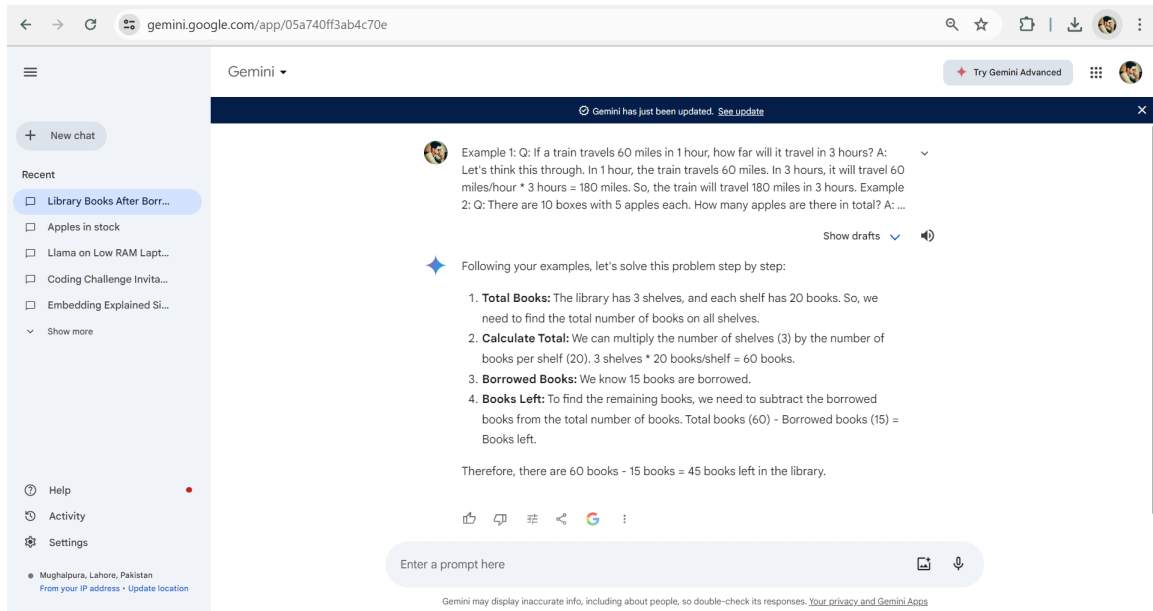 gemini.google.com/app/05a740ff3ab4c70e
Gemini
Try Gemini Advanced
Gemini has just been updated. See update
New chat
Recent
Library Books After Borr...
Apples in stock
Llama on Low RAM Lapt...
Coding Challenge Invita...
Embedding Explained Si...
Show more
Help
Activity
Settings
Mughalpura, Lahore, Pakistan
From your IP address • Update location
Example 1: Q: If a train travels 60 miles in 1 hour, how far will it travel in 3 hours? A:
Let's think this through. In 1 hour, the train travels 60 miles. In 3 hours, it will travel 60
miles/hour * 3 hours = 180 miles. So, the train will travel 180 miles in 3 hours. Example
2: Q: There are 10 boxes with 5 apples each. How many apples are there in total? A: ...
Show drafts
Following your examples, let's solve this problem step by step:
1. Total Books: The library has 3 shelves, and each shelf has 20 books. So, we
need to find the total number of books on all shelves.
2. Calculate Total: We can multiply the number of shelves (3) by the number of
books per shelf (20). 3 shelves * 20 books/shelf = 60 books.
3. Borrowed Books: We know 15 books are borrowed.
4. Books Left: To find the remaining books, we need to subtract the borrowed
books from the total number of books. Total books (60) - Borrowed books (15) =
Books left.
Therefore, there are 60 books - 15 books = 45 books left in the library.
Enter a prompt here
Gemini may display inaccurate info, including about people, so double-check its responses. Your privacy and Gemini Apps